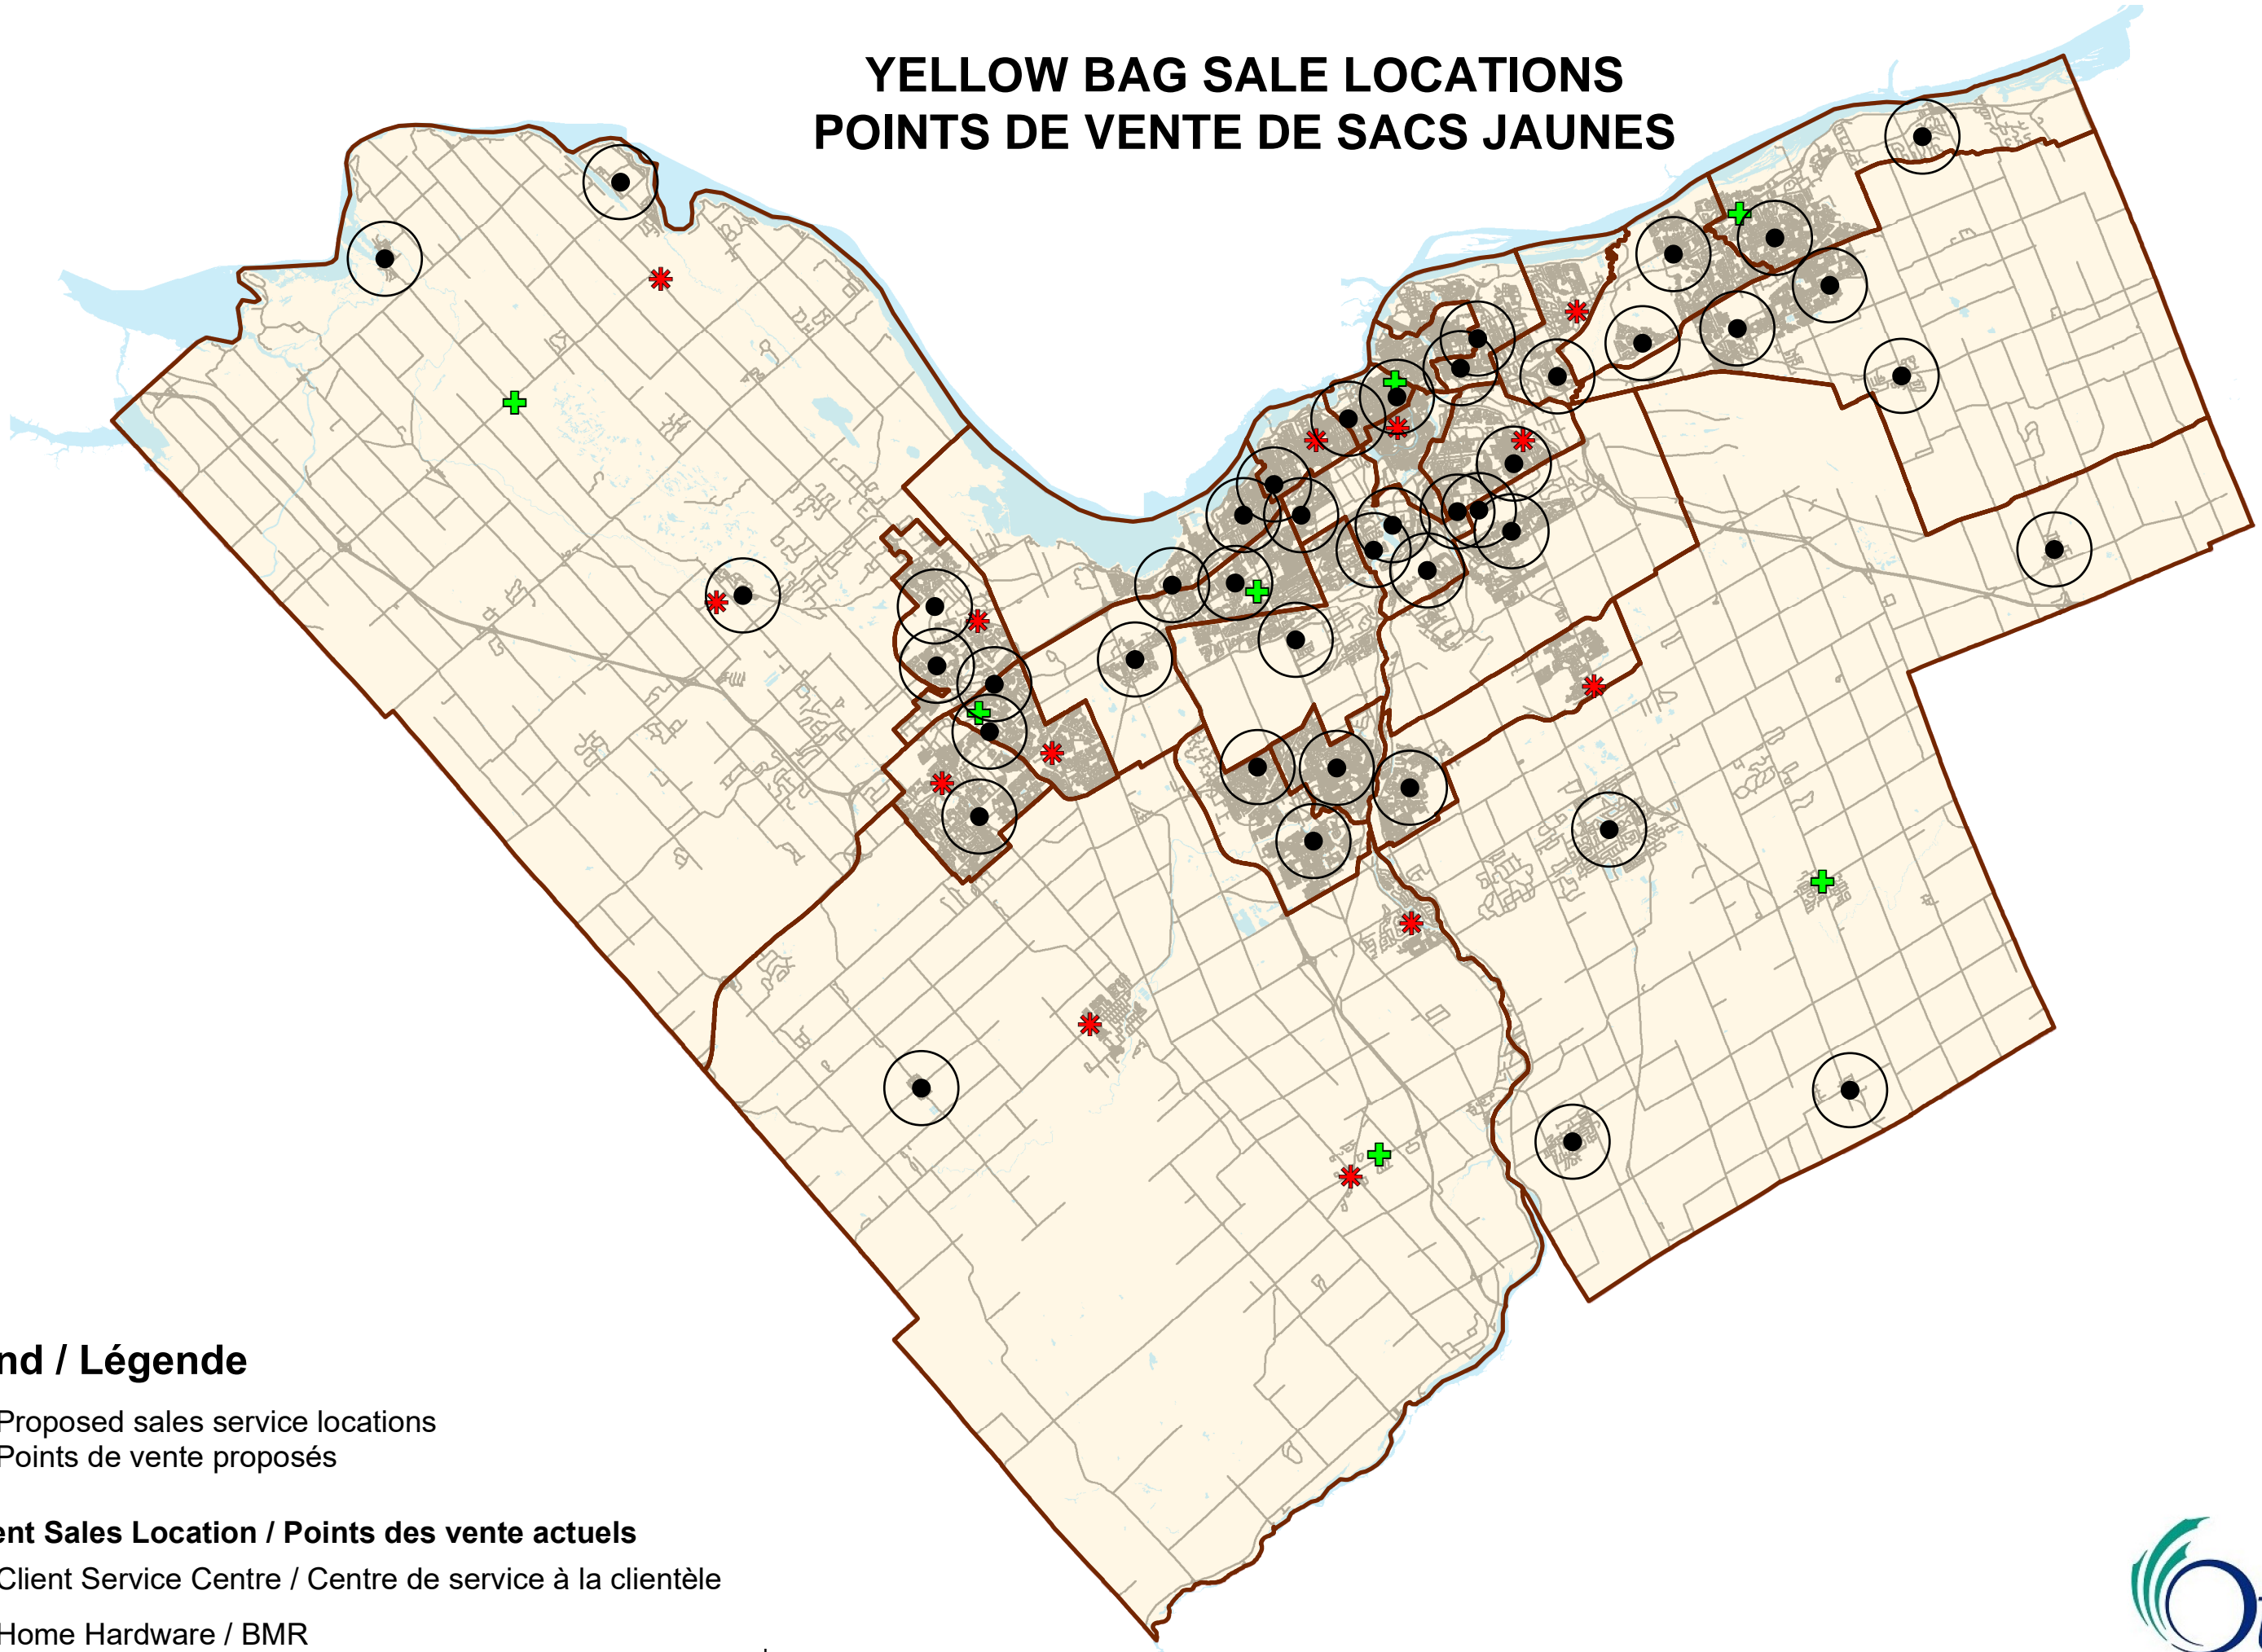 YELLOW BAG SALE LOCATIONS
POINTS DE VENTE DE SACS JAUNES
nd / Légende
Proposed sales service locations
Points de vente proposés
ent Sales Location / Points des vente actuels
Client Service Centre / Centre de service à la clientèle
Home Hardware / BMR